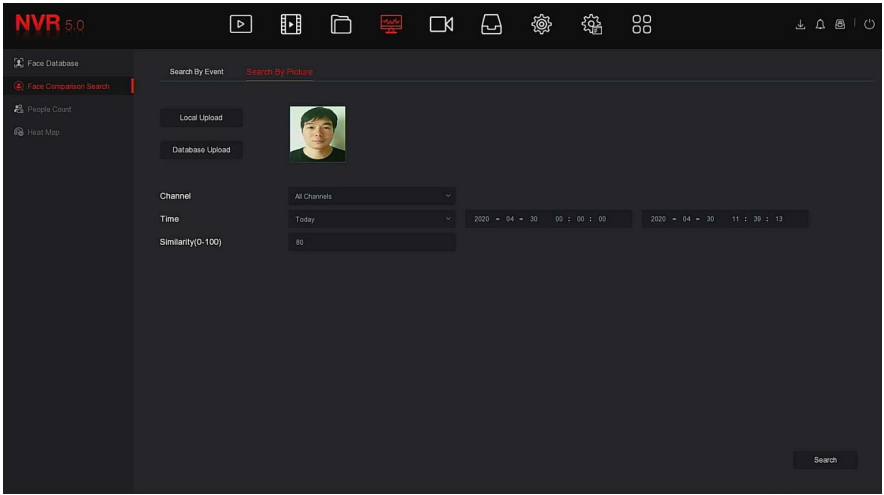 NVR 5.0
Face Database
Face Comparison Search
People Count
Heat Map
Search By Event Search By Picture
Local Upload
Database Upload
Channel All Channels
Time Today 2020 - 04 - 30 00 : 00 : 00 2020 - 04 - 30 11 : 39 : 13
Similarity(0-100) 80
Search